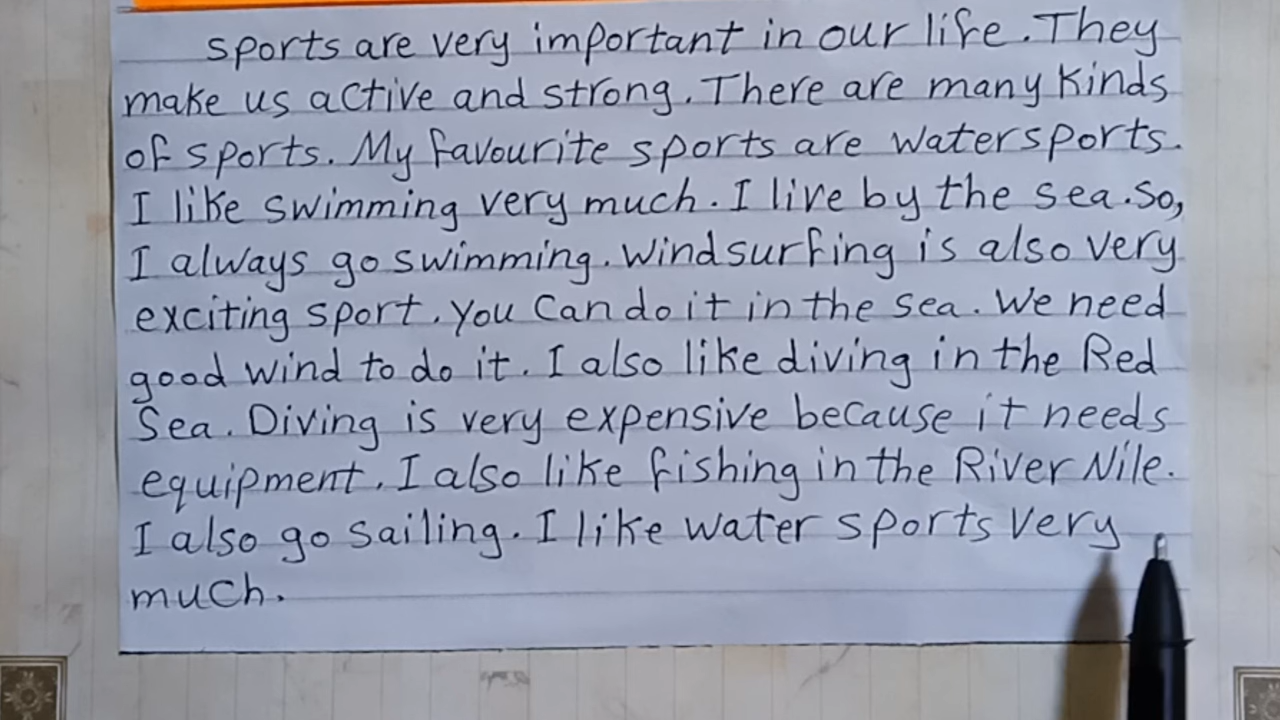 sports are very important in our life. They
make us active and strong. There are many kinds
of sports. My favourite sports are water sports.
I like swimming very much. I live by the sea. So,
I always go swimming. Windsurfing is also very
exciting sport. You can do it in the sea. We need
good wind to do it. I also like diving in the Red
Sea. Diving is very expensive because it needs
equipment. I also like fishing in the River Nile.
I also go sailing. I like water sports very
much.